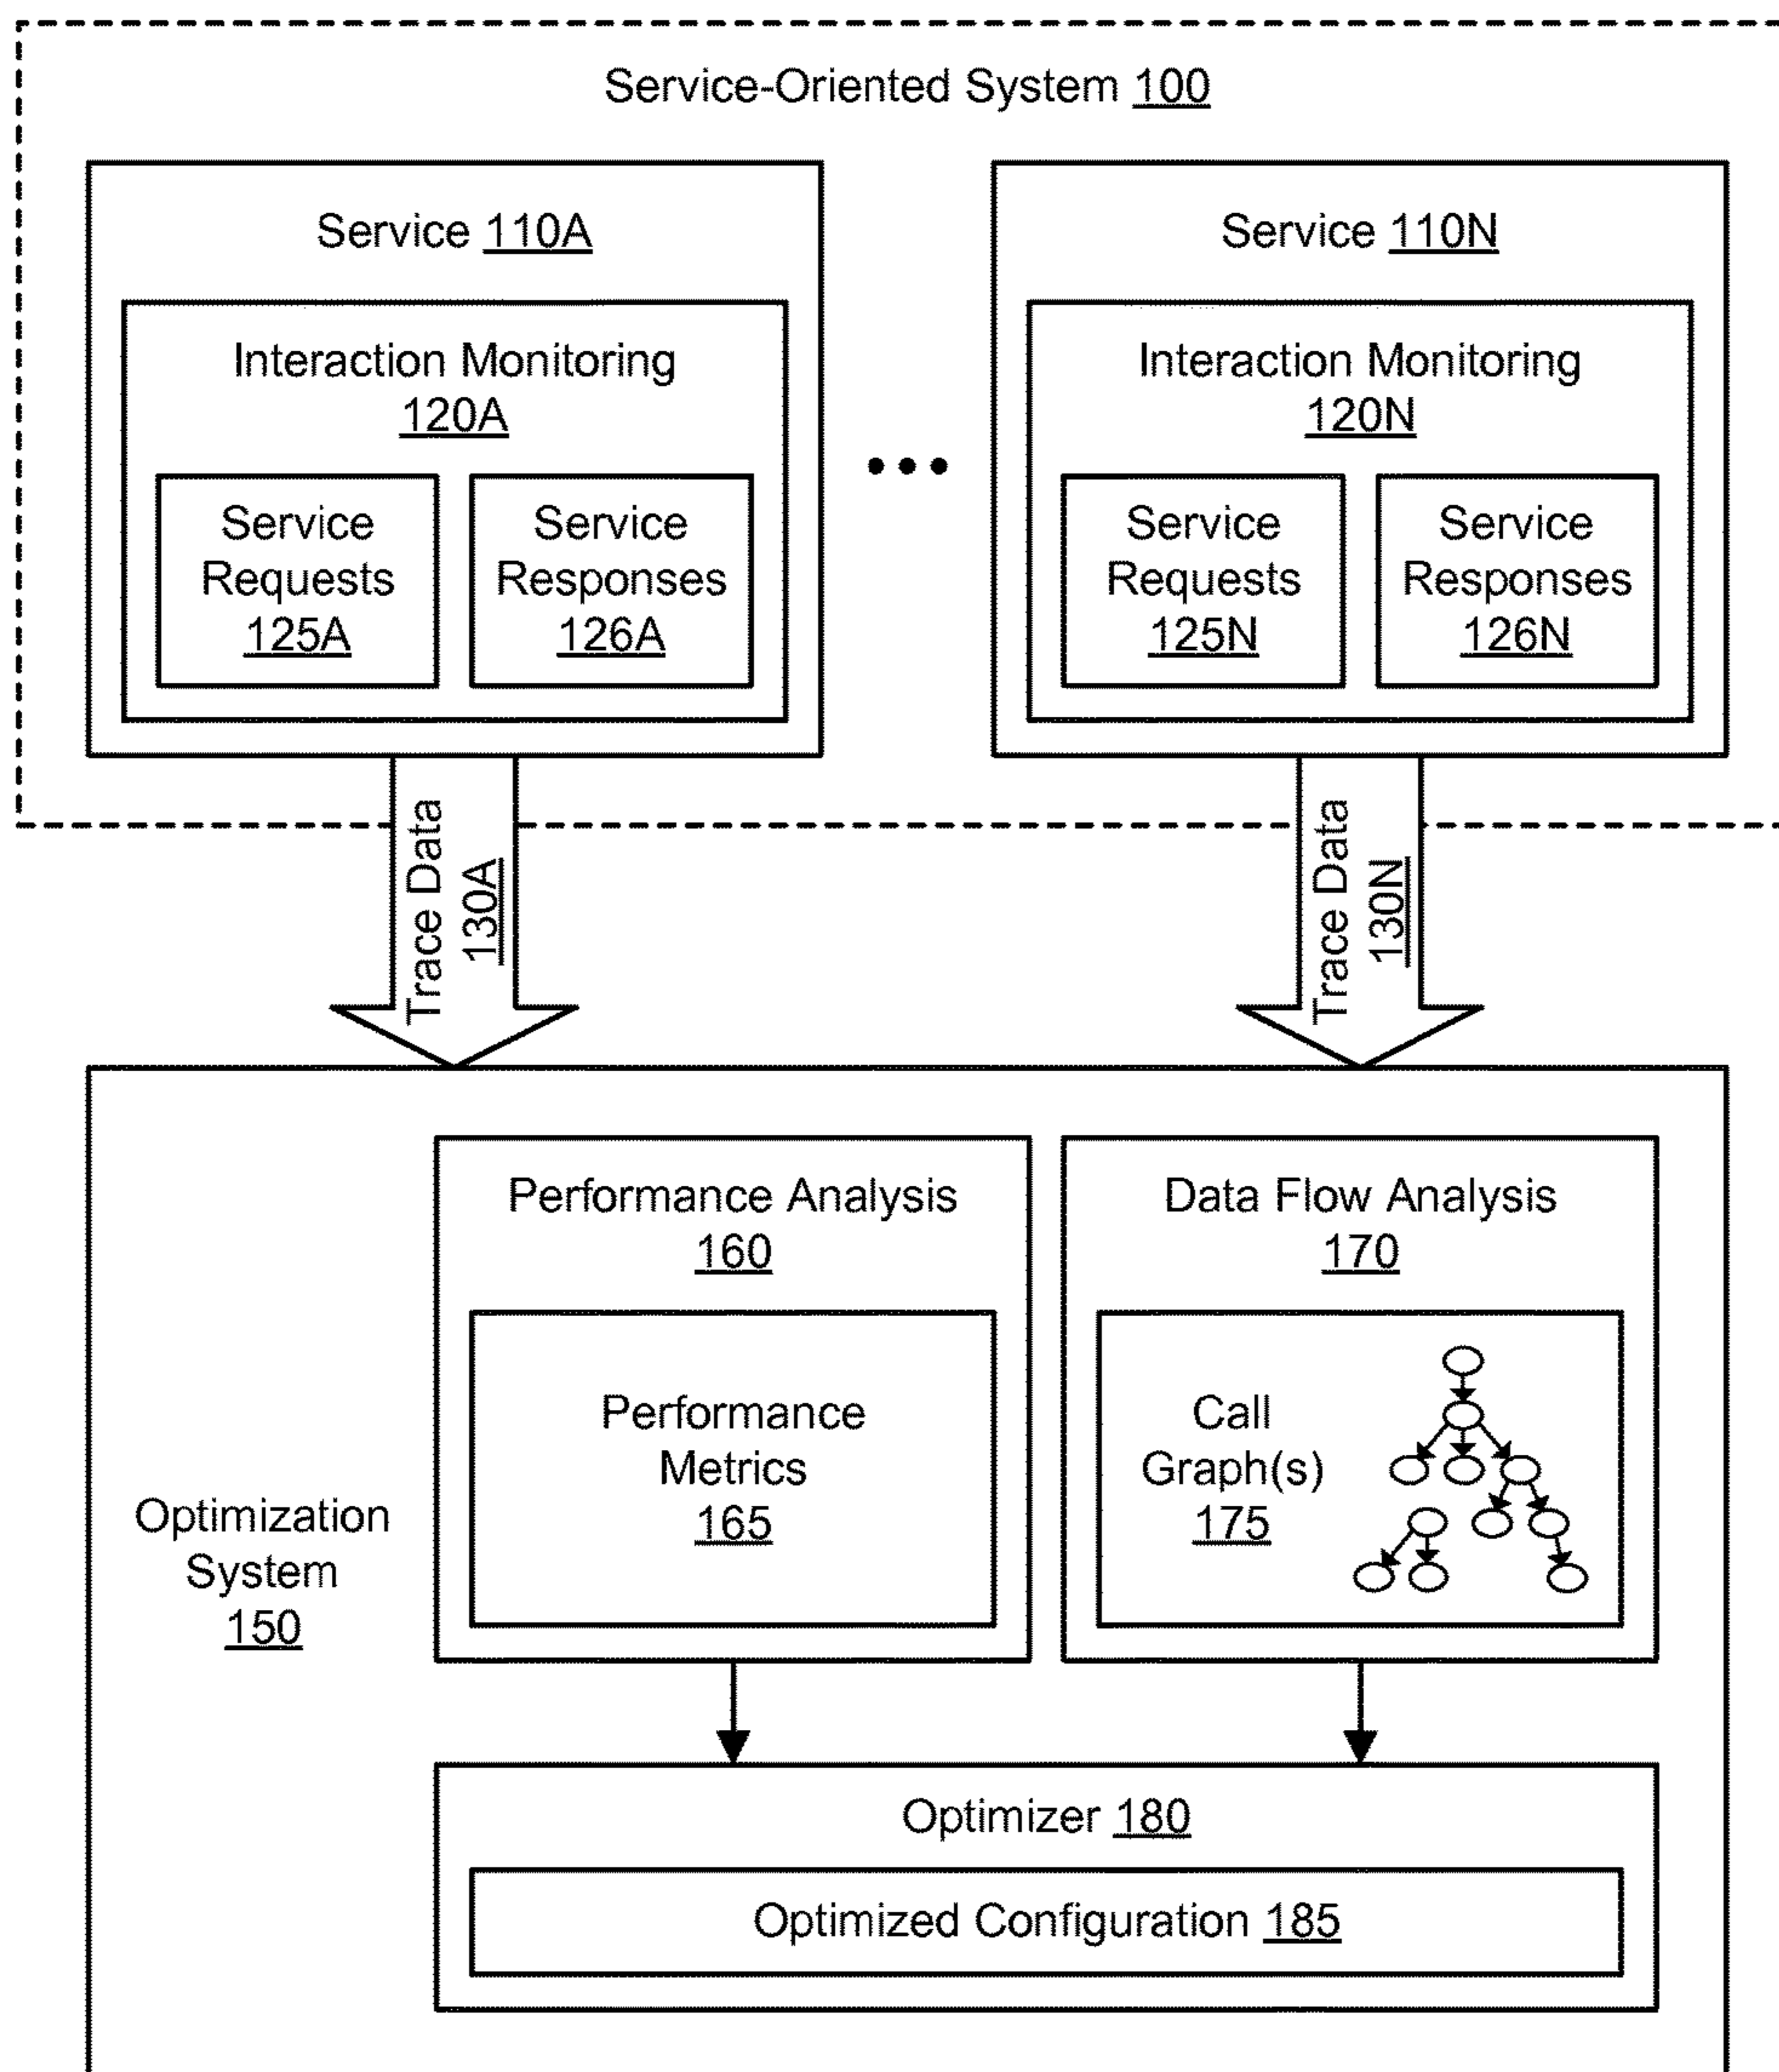 Service-Oriented System 100
Service 110A
Interaction Monitoring
120A
Service
Requests
125A
Service
Responses
126A
•••
Service 110N
Interaction Monitoring
120N
Service
Requests
125N
Service
Responses
126N
Trace Data
130A
Trace Data
130N
Optimization
System
150
Performance Analysis
160
Performance
Metrics
165
Data Flow Analysis
170
Call
Graph(s)
175
Optimizer 180
Optimized Configuration 185